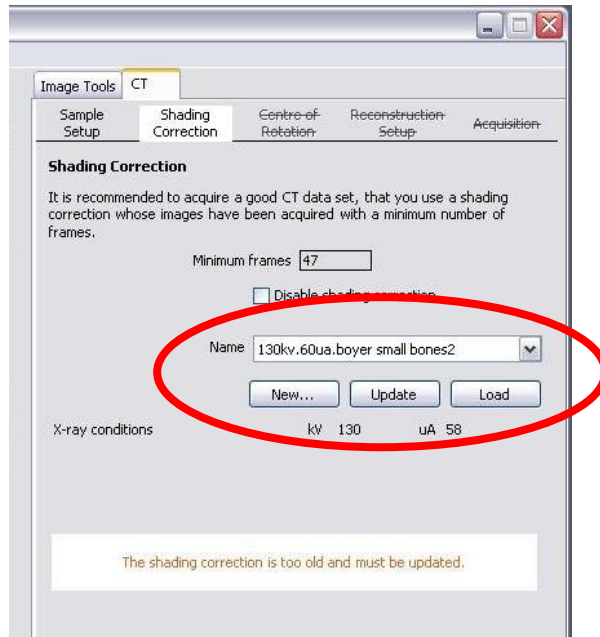 Image Tools CT
Sample Setup
Shading Correction
Centre of Rotation
Reconstruction Setup
Acquisition
Shading Correction
It is recommended to acquire a good CT data set, that you use a shading
correction whose images have been acquired with a minimum number of
frames.
Minimum frames 47
Disable shading correction
Name 130kv.60ua.boyer small bones2
New... Update Load
X-ray conditions kV 130 uA 58
The shading correction is too old and must be updated.